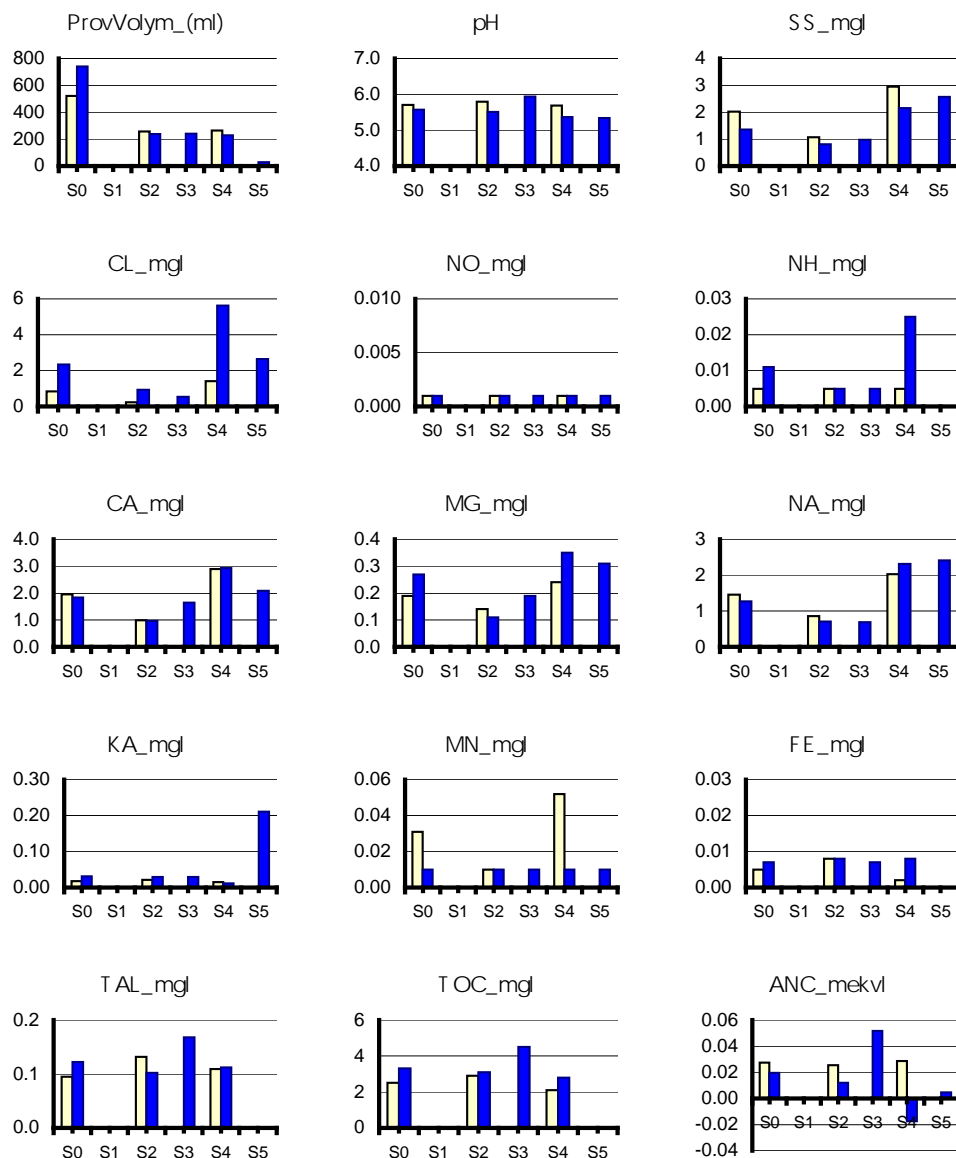 ProvVolym_(ml)
800
600
400
200
0
S0 S1 S2 S3 S4 S5
pH
7.0
6.0
5.0
4.0
S0 S1 S2 S3 S4 S5
SS_mgl
4
3
2
1
0
S0 S1 S2 S3 S4 S5
CL_mgl
6
4
2
0
S0 S1 S2 S3 S4 S5
NO_mgl
0.010
0.005
0.000
S0 S1 S2 S3 S4 S5
NH_mgl
0.03
0.02
0.01
0.00
S0 S1 S2 S3 S4 S5
CA_mgl
4.0
3.0
2.0
1.0
0.0
S0 S1 S2 S3 S4 S5
MG_mgl
0.4
0.3
0.2
0.1
0.0
S0 S1 S2 S3 S4 S5
NA_mgl
3
2
1
0
S0 S1 S2 S3 S4 S5
KA_mgl
0.30
0.20
0.10
0.00
S0 S1 S2 S3 S4 S5
MN_mgl
0.06
0.04
0.02
0.00
S0 S1 S2 S3 S4 S5
FE_mgl
0.03
0.02
0.01
0.00
S0 S1 S2 S3 S4 S5
TAL_mgl
0.2
0.1
0.0
S0 S1 S2 S3 S4 S5
TOC_mgl
6
4
2
0
S0 S1 S2 S3 S4 S5
ANC_mekvl
0.06
0.04
0.02
0.00
-0.02
-0.04
S0 S1 S2 S3 S4 S5